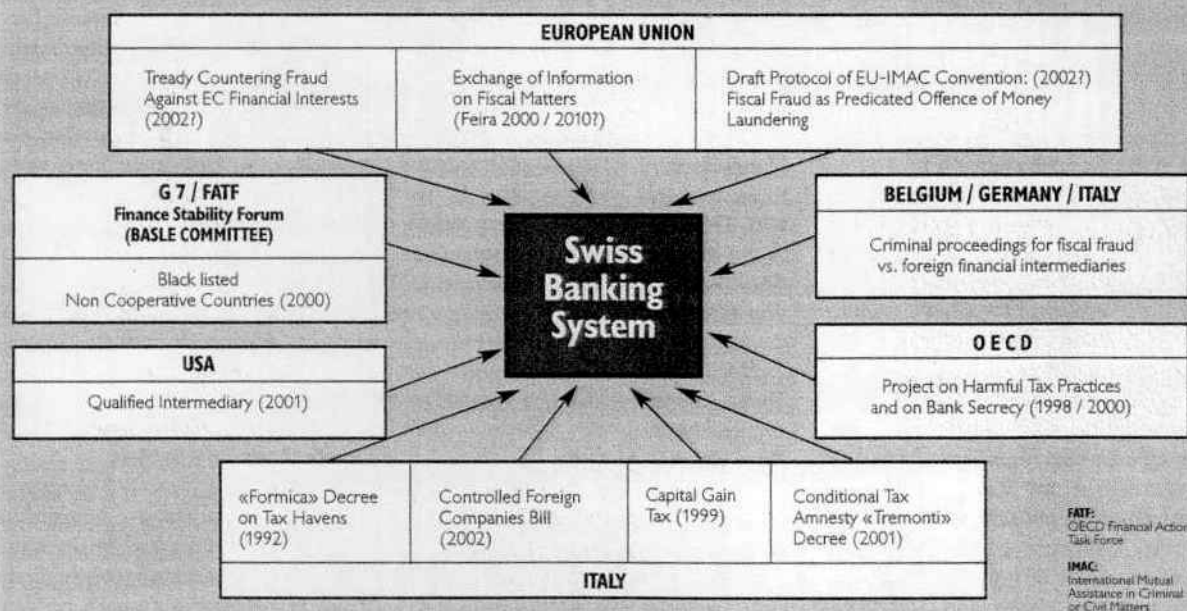 EUROPEAN UNION
Tready Countering Fraud
Against EC Financial Interests
(2002?)
Exchange of Information
on Fiscal Matters
(Feira 2000 / 2010?)
Draft Protocol of EU-IMAC Convention: (2002?)
Fiscal Fraud as Predicated Offence of Money
Laundering
G 7 / FATF
Finance Stability Forum
(BASLE COMMITTEE)
Black listed
Non Cooperative Countries (2000)
Swiss
Banking
System
BELGIUM / GERMANY / ITALY
Criminal proceedings for fiscal fraud
vs. foreign financial intermediaries
USA
Qualified Intermediary (2001)
OECD
Project on Harmful Tax Practices
and on Bank Secrecy (1998 / 2000)
«Formica» Decree
on Tax Havens
(1992)
Controlled Foreign
Companies Bill
(2002)
Capital Gain
Tax (1999)
Conditional Tax
Amnesty «Tremonti»
Decree (2001)
ITALY
FATF:
OECD Financial Action
Task Force
IMAC:
International Mutual
Assistance in Criminal
or Civil Matters